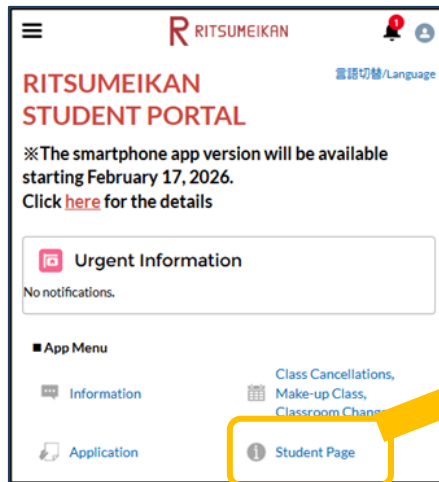 RITSUMEIKAN
1
言語切替/Language
RITSUMEIKAN
STUDENT PORTAL
※The smartphone app version will be available
starting February 17, 2026.
Click here for the details
Urgent Information
No notifications.
■App Menu
Information
Class Cancellations,
Make-up Class,
Classroom Change
Application
Student Page